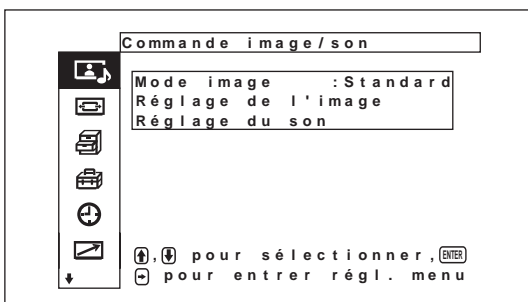 Commande image/son
Mode image :Standard
Réglage de l'image
Réglage du son
, pour sélectionner, ENTER
pour entrer régl. menu